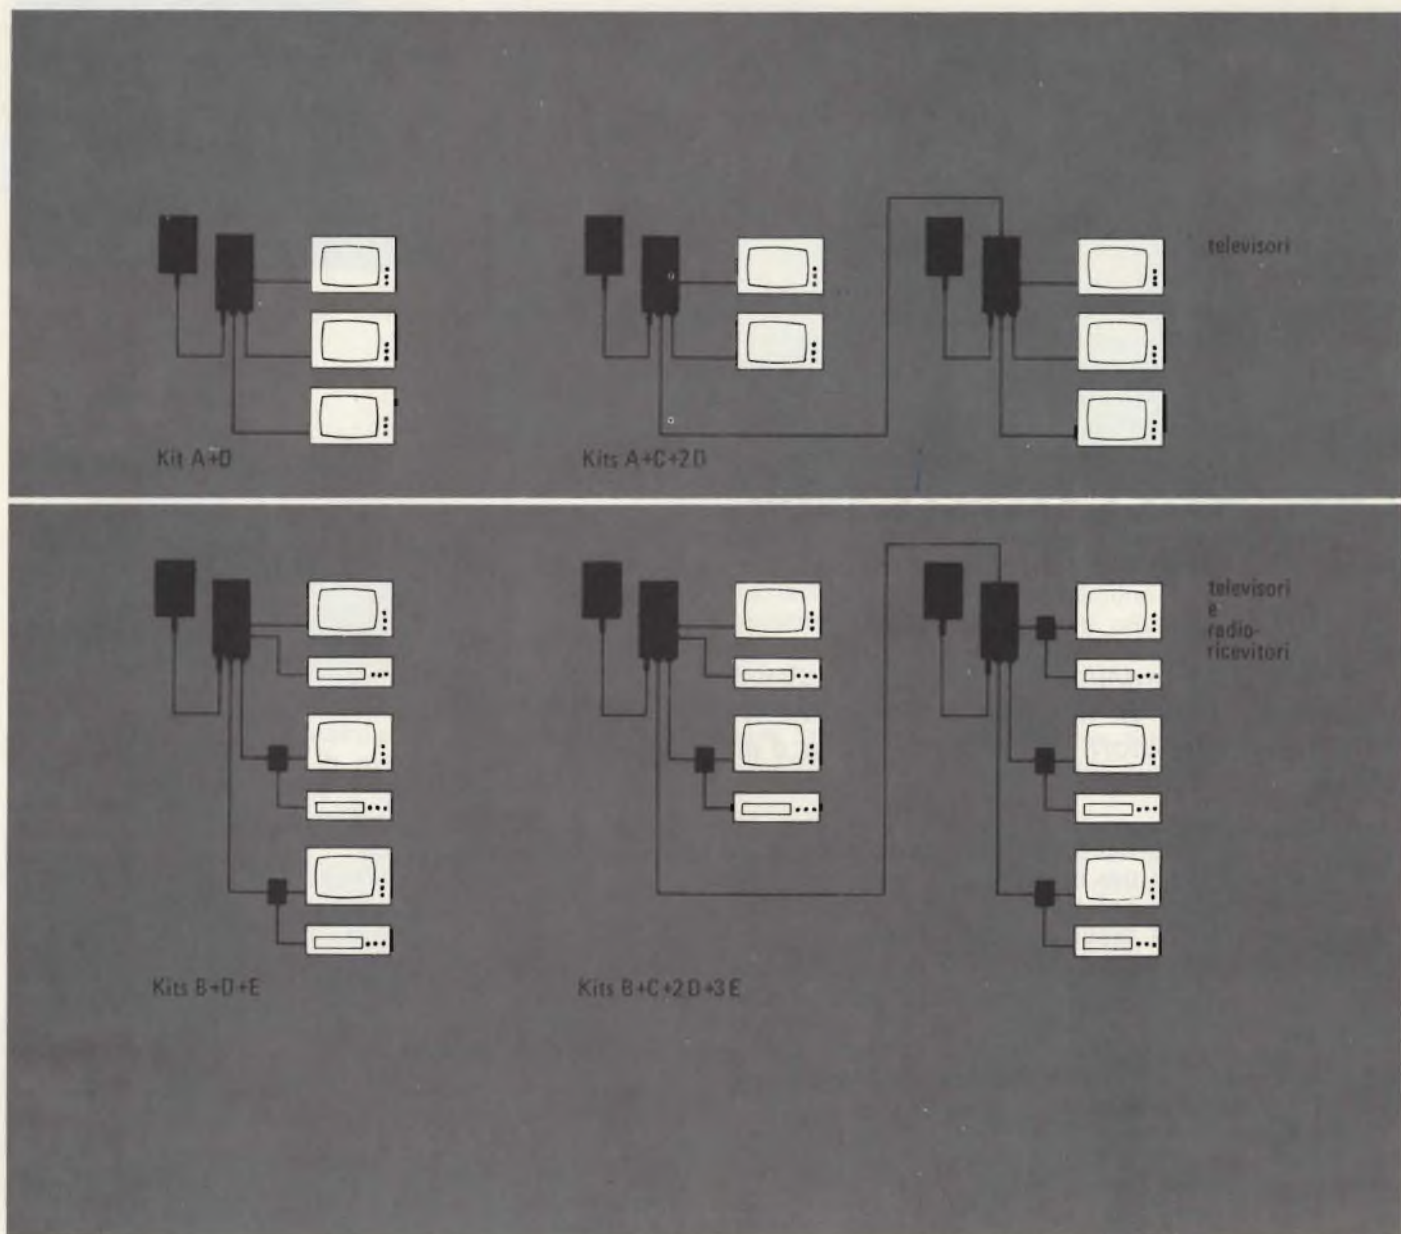 televisori
Kit A+D
Kits A+C+2D
televisori
e
radio-
ricevitori
Kits B+D+E
Kits B+C+2D+3E